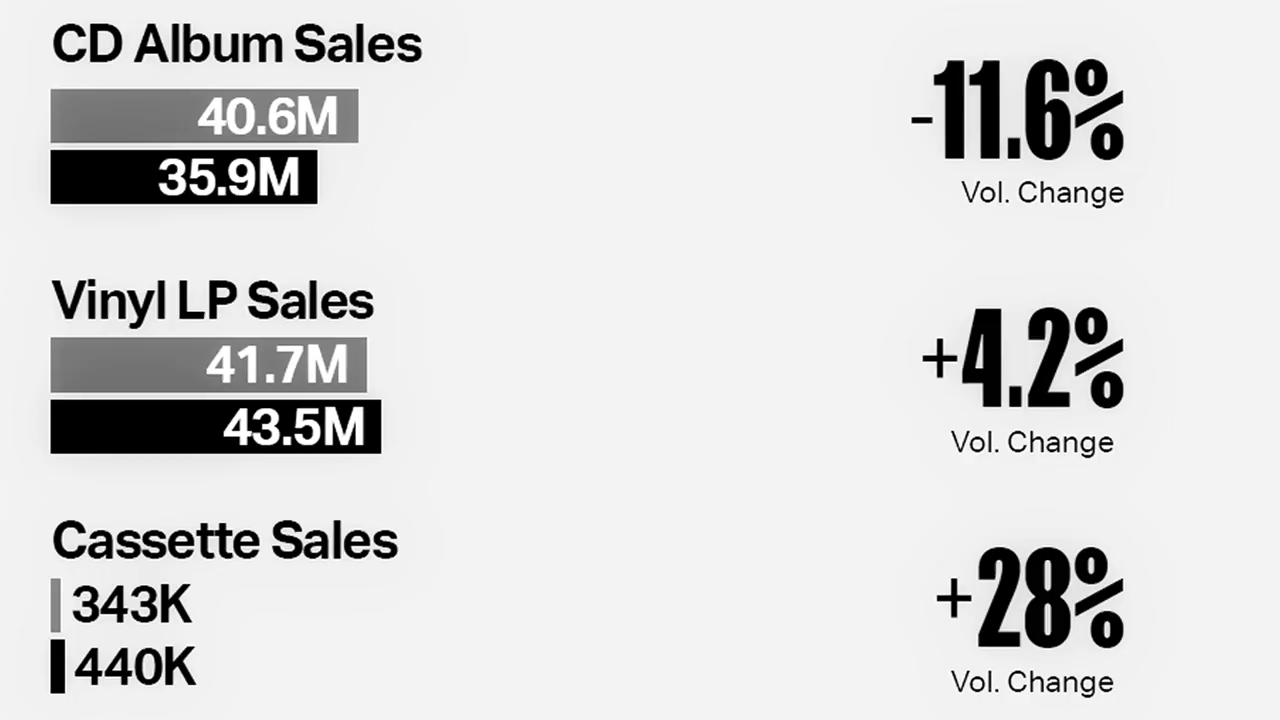 CD Album Sales
40.6M
35.9M
-11.6%
Vol. Change
Vinyl LP Sales
41.7M
43.5M
+4.2%
Vol. Change
Cassette Sales
343K
440K
+28%
Vol. Change